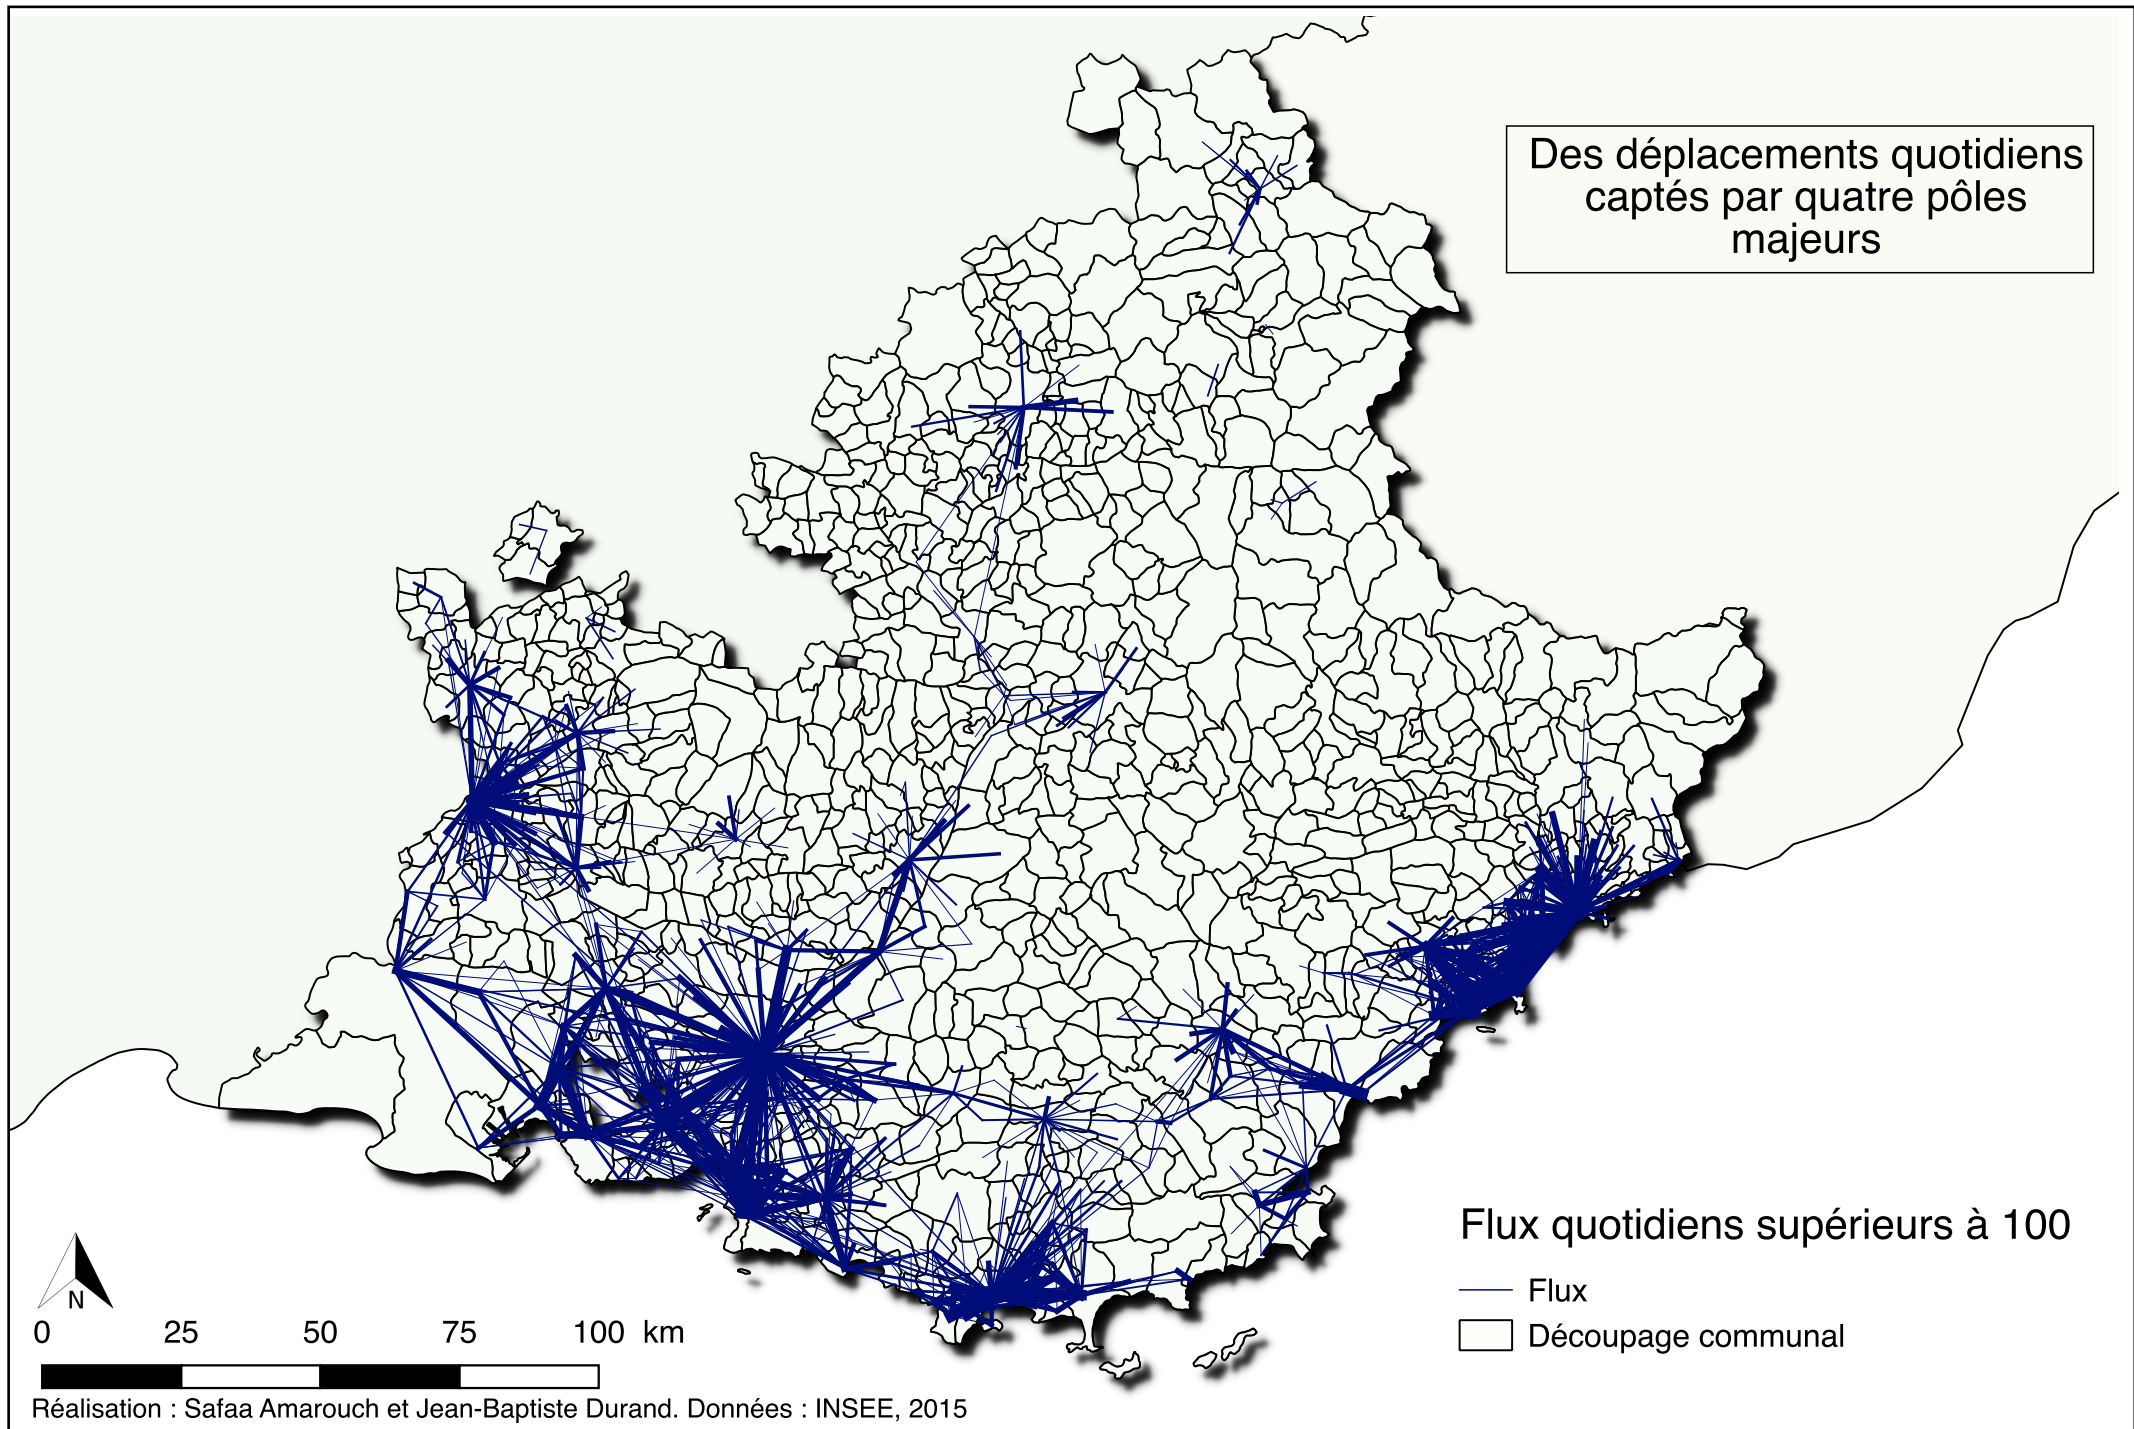 Des déplacements quotidiens
captés par quatre pôles
majeurs
Flux quotidiens supérieurs à 100
Flux
Découpage communal
N
0 25 50 75 100 km
Réalisation : Safaa Amarouch et Jean-Baptiste Durand. Données : INSEE, 2015